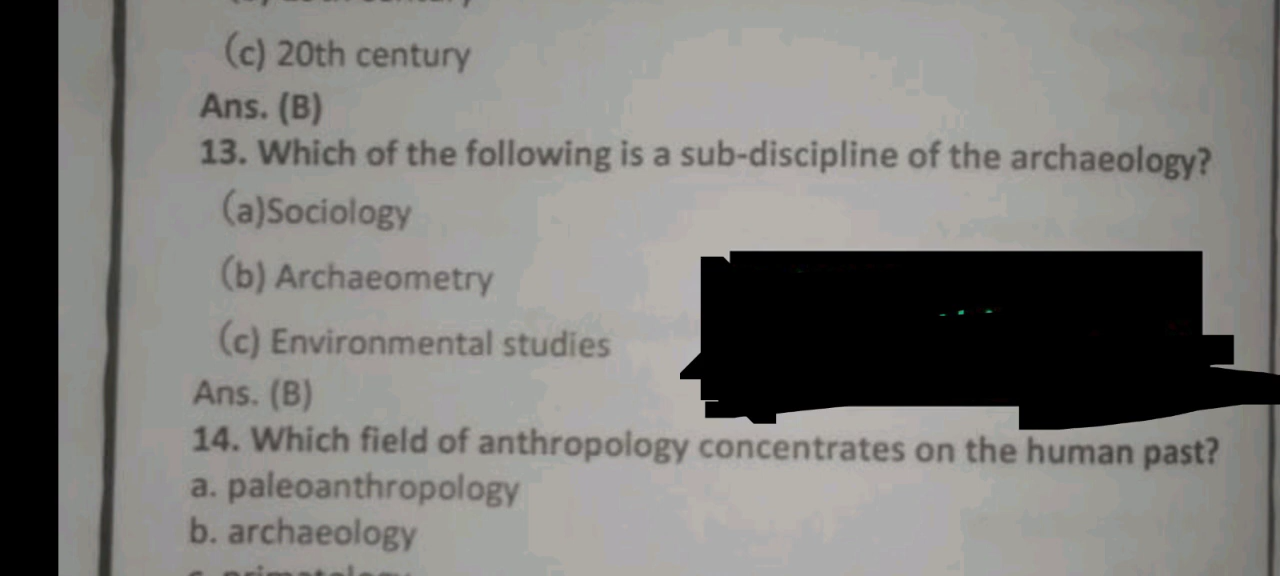 (c) 20th century
Ans. (B)
13. Which of the following is a sub-discipline of the archaeology?
(a)Sociology
(b) Archaeometry
(c) Environmental studies
Ans. (B)
14. Which field of anthropology concentrates on the human past?
a. paleoanthropology
b. archaeology